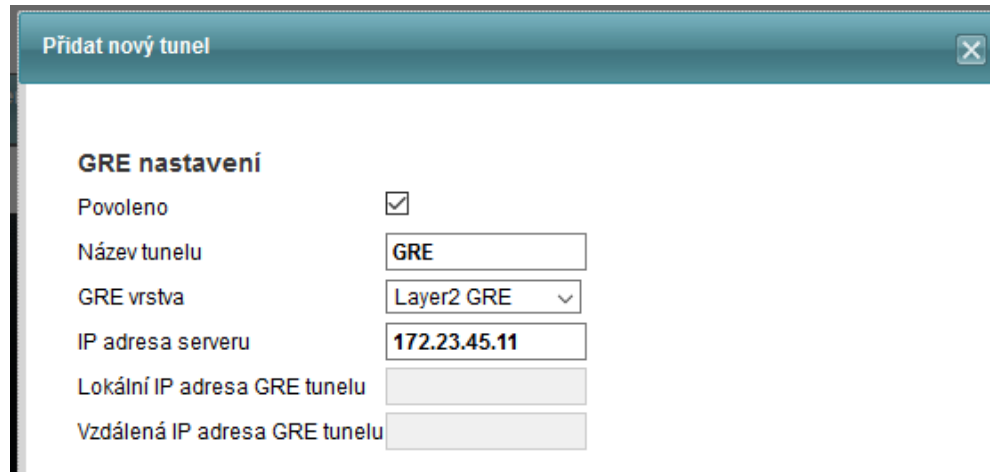 Přidat nový tunel
GRE nastavení
Povoleno
Název tunelu GRE
GRE vrstva Layer2 GRE
IP adresa serveru 172.23.45.11
Lokální IP adresa GRE tunelu
Vzdálená IP adresa GRE tunelu